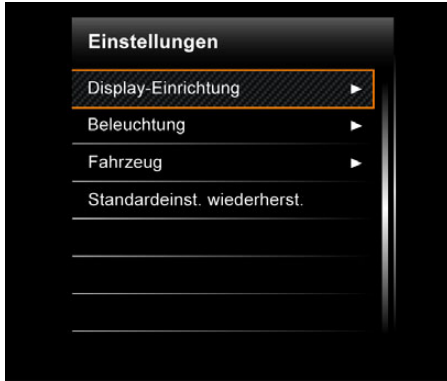 Einstellungen
Display-Einrichtung
Beleuchtung
Fahrzeug
Standardeinst. wiederherst.